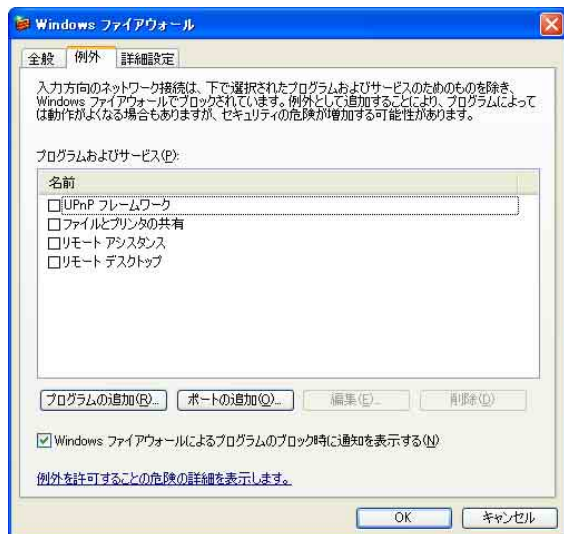 Windows ファイアウォール
全般 例外 詳細設定
入力方向のネットワーク接続は、下で選択されたプログラムおよびサービスのためのものを除き、
Windows ファイアウォールでブロックされています。例外として追加することにより、プログラムによって
は動作がよくなる場合もありますが、セキュリティの危険が増加する可能性があります。
プログラムおよびサービス(P):
名前
UPnP フレームワーク
ファイルとプリンタの共有
リモート アシスタンス
リモート デスクトップ
プログラムの追加(R)... ポートの追加(O)... 編集(E)... 削除(D)
Windows ファイアウォールによるプログラムのブロック時に通知を表示する(N)
例外を許可することの危険の詳細を表示します。
OK キャンセル